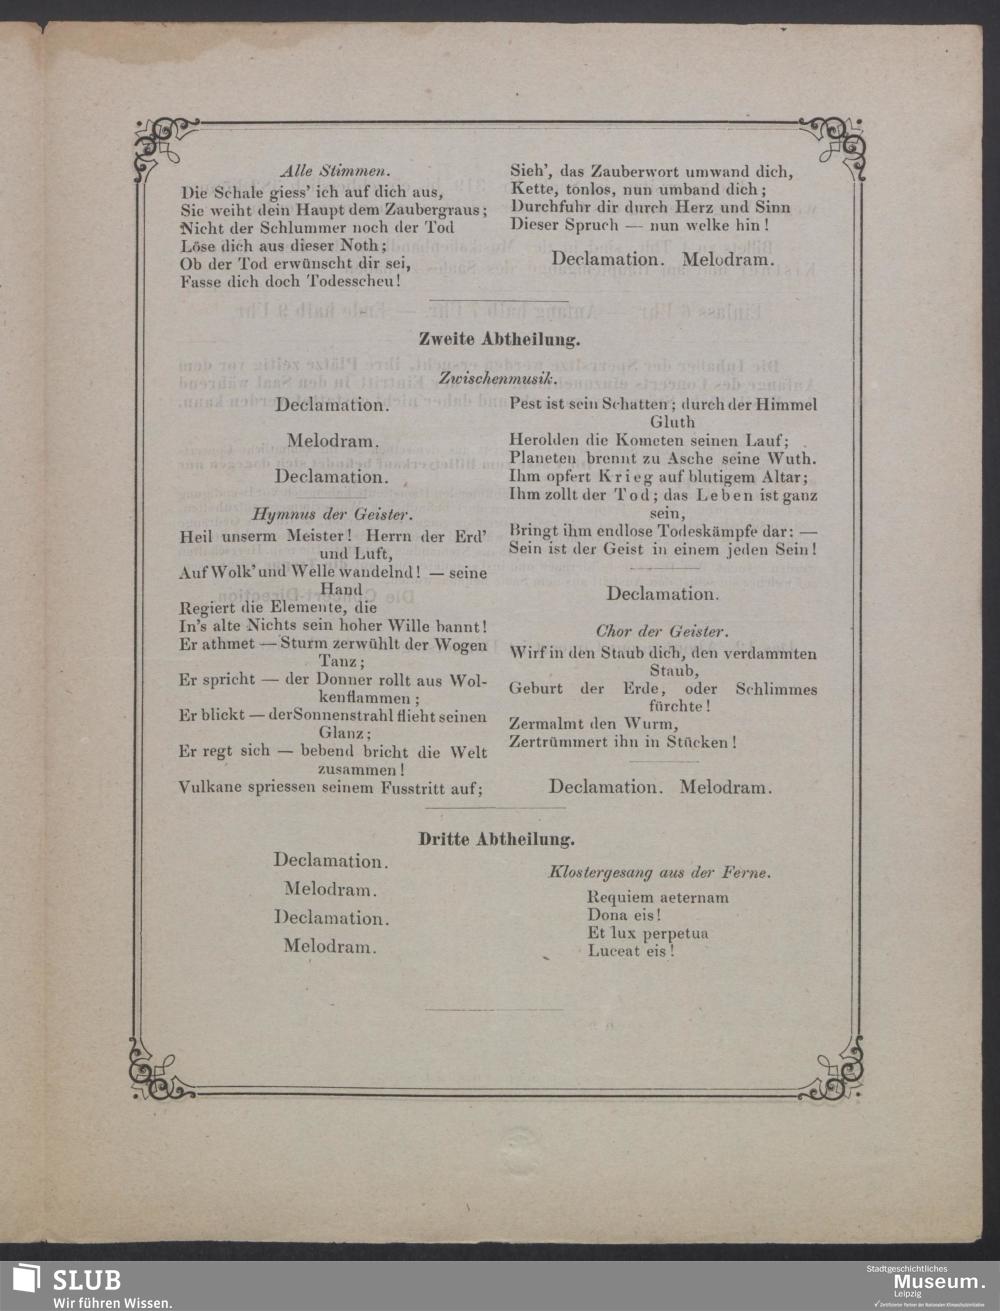 Alle Stimmen.
Die Schale giess' ich auf dich aus,
Sie weiht dein Haupt dem Zaubergraus;
Nicht der Schlummer noch der Tod
Löse dich aus dieser Noth;
Ob der Tod erwünscht dir sei,
Fasse dich doch Todesscheu!
Sieh', das Zauberwort umwand dich,
Kette, tonlos, nun umband dich;
Durchfuhr dir durch Herz und Sinn
Dieser Spruch — nun welke hin!
Declamation. Melodram.
Zweite Abtheilung.
Zwischenmusik.
Declamation.
Melodram.
Declamation.
Hymnus der Geister.
Heil unserm Meister! Herrn der Erd'
und Luft,
Auf Wolk' und Welle wandelnd! — seine
Hand
Regiert die Elemente, die
In's alte Nichts sein hoher Wille bannt!
Er athmet — Sturm zerwühlt der Wogen
Tanz;
Er spricht — der Donner rollt aus Wol-
kenflammen;
Er blickt — der Sonnenstrahl flieht seinen
Glanz;
Er regt sich — bebend bricht die Welt
zusammen!
Vulkane spriessen seinem Fusstritt auf;
Pest ist sein Schatten; durch der Himmel
Gluth
Herolden die Kometen seinen Lauf;
Planeten brennt zu Asche seine Wuth.
Ihm opfert Krieg auf blutigem Altar;
Ihm zollt der Tod; das Leben ist ganz
sein,
Bringt ihm endlose Todeskämpfe dar: —
Sein ist der Geist in einem jeden Sein!
Declamation.
Chor der Geister.
Wirf in den Staub dich, den verdammten
Staub,
Geburt der Erde, oder Schlimmes
fürchte!
Zermalmt den Wurm,
Zertrümmert ihn in Stücken!
Declamation. Melodram.
Dritte Abtheilung.
Declamation.
Melodram.
Declamation.
Melodram.
Klostergesang aus der Ferne.
Requiem aeternam
Dona eis!
Et lux perpetua
Luceat eis!
SLUB
Wir führen Wissen.
Stadtgeschichtliches
Museum.
Leipzig